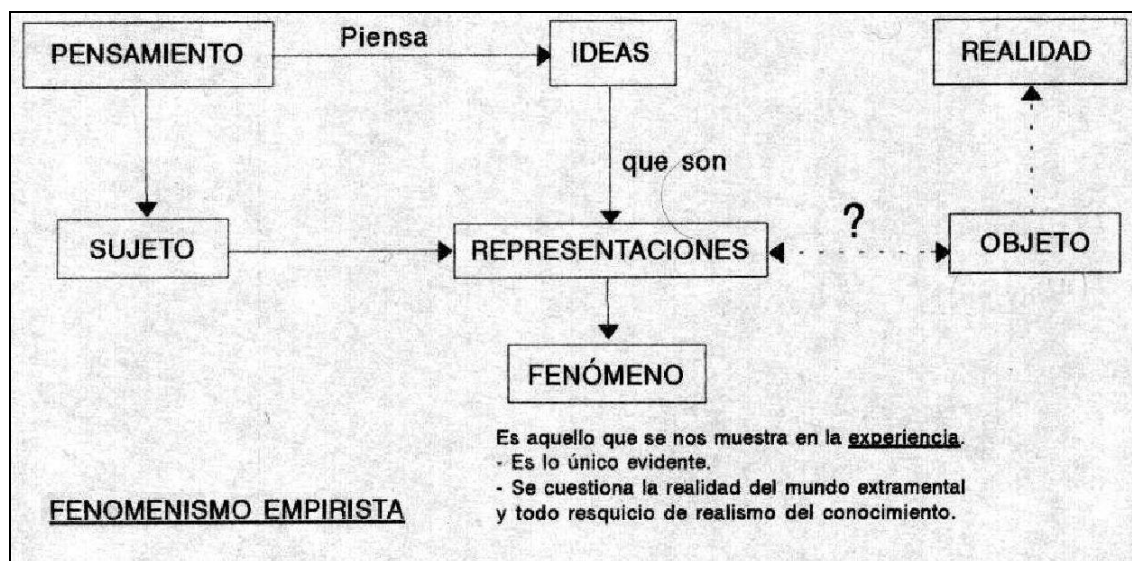 PENSAMIENTO
Piensa
IDEAS
REALIDAD
que son
?
SUJETO
REPRESENTACIONES
OBJETO
FENÓMENO
Es aquello que se nos muestra en la experiencia.
- Es lo único evidente.
- Se cuestiona la realidad del mundo extramental
y todo resquicio de realismo del conocimiento.
FENOMENISMO EMPIRISTA